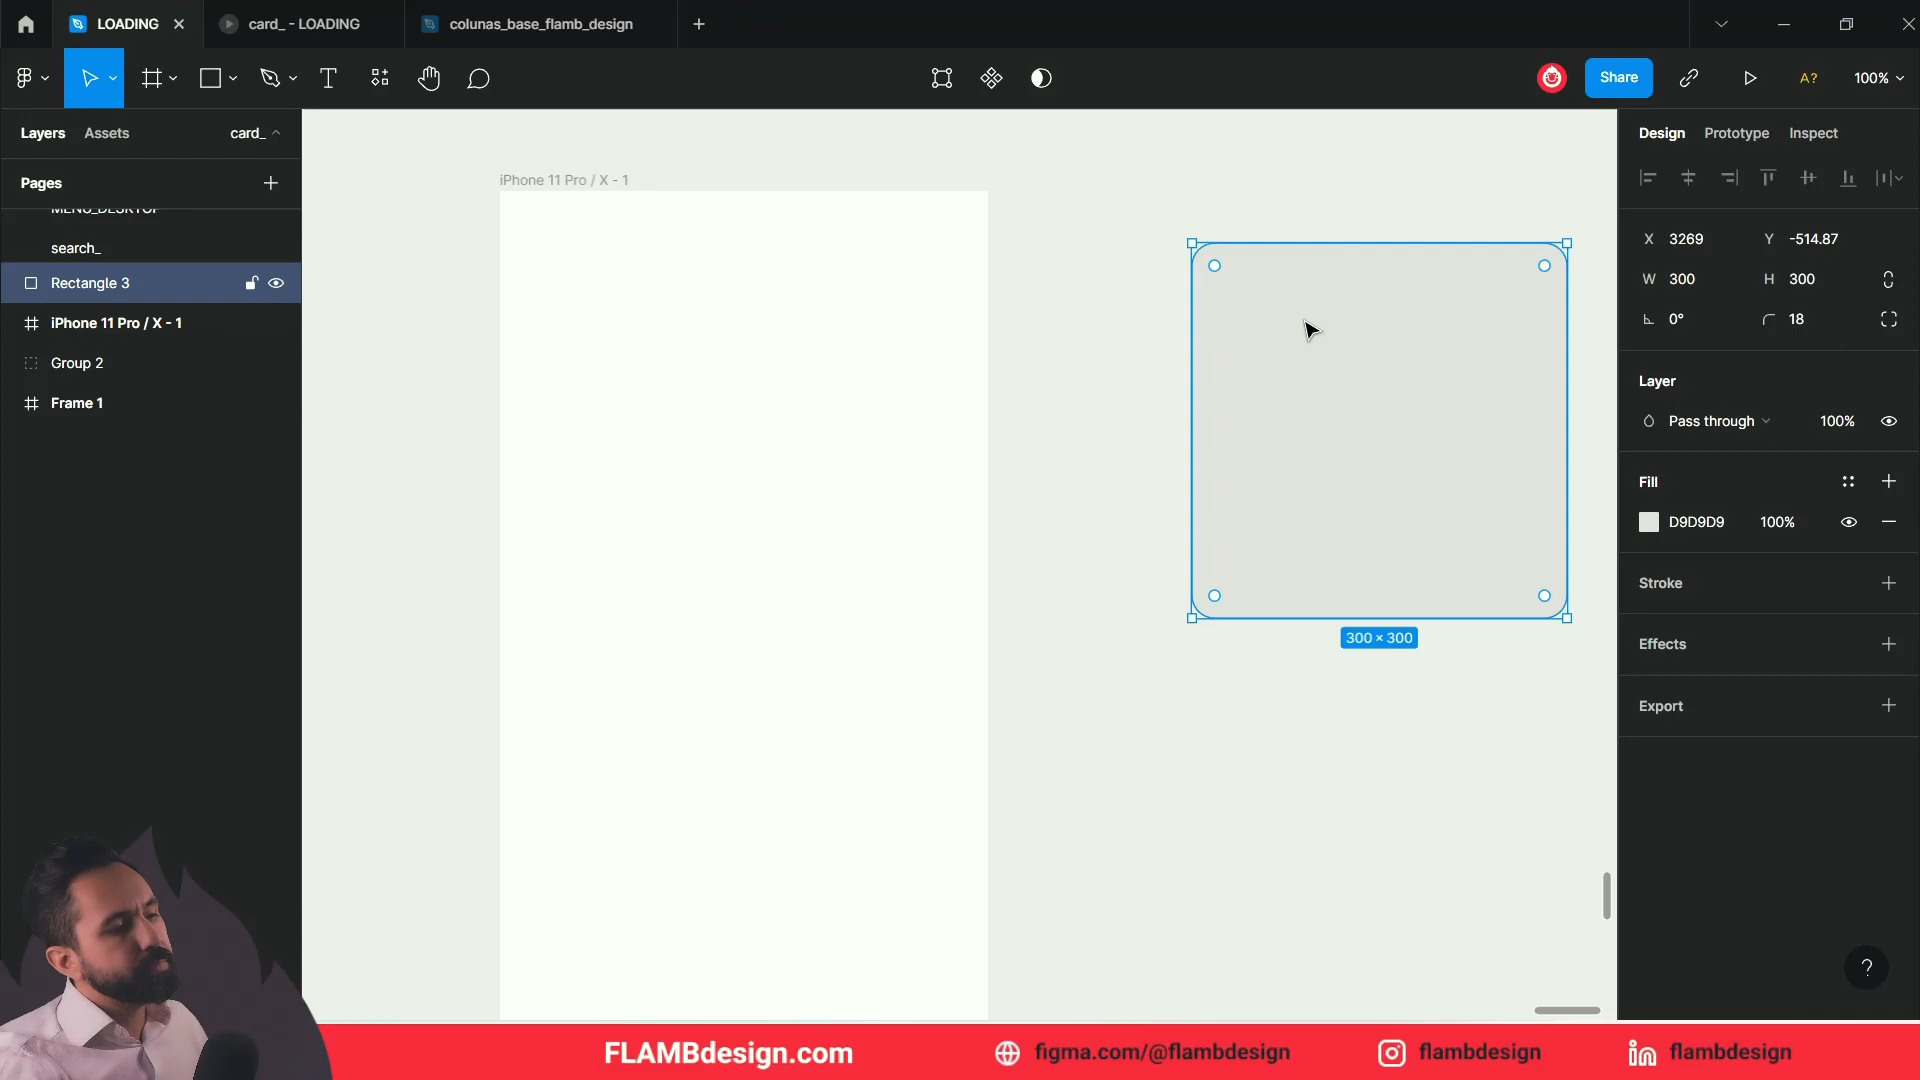 LOADING
card_ - LOADING
colunas_base_flamb_design
Share
A?
100%
Layers
Assets
card_
Pages
MENU_DESKTOP
search_
Rectangle 3
iPhone 11 Pro / X - 1
Group 2
Frame 1
iPhone 11 Pro / X - 1
300 × 300
Design
Prototype
Inspect
X 3269
Y -514.87
W 300
H 300
0°
18
Layer
Pass through
100%
Fill
D9D9D9
100%
Stroke
Effects
Export
?
FLAMBdesign.com
figma.com/@flambdesign
flambdesign
flambdesign